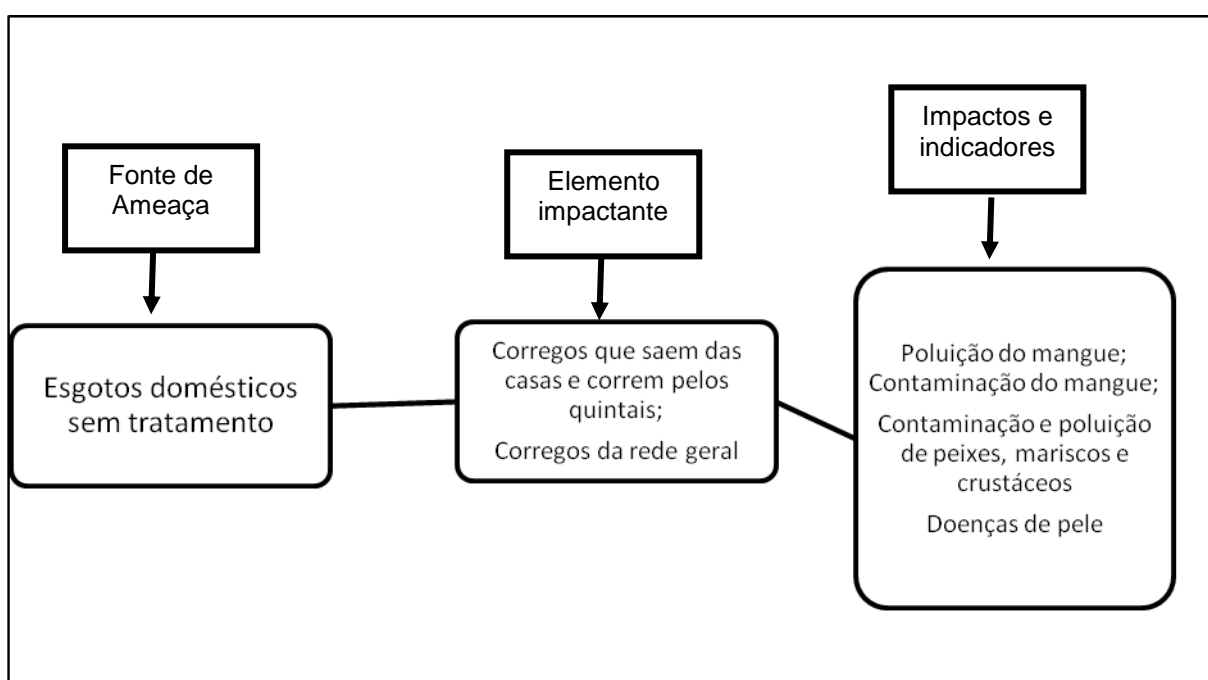 Fonte de
Ameaça
Esgotos domésticos
sem tratamento
Elemento
impactante
Corregos que saem das
casas e correm pelos
quintais;
Corregos da rede geral
Impactos e
indicadores
Poluição do mangue;
Contaminação do mangue;
Contaminação e poluição
de peixes, mariscos e
crustáceos
Doenças de pele